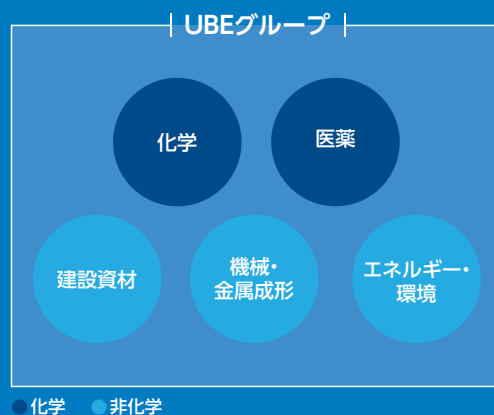 UBEグループ
化学
医薬
建設資材
機械・
金属成形
エネルギー・
環境
化学
非化学